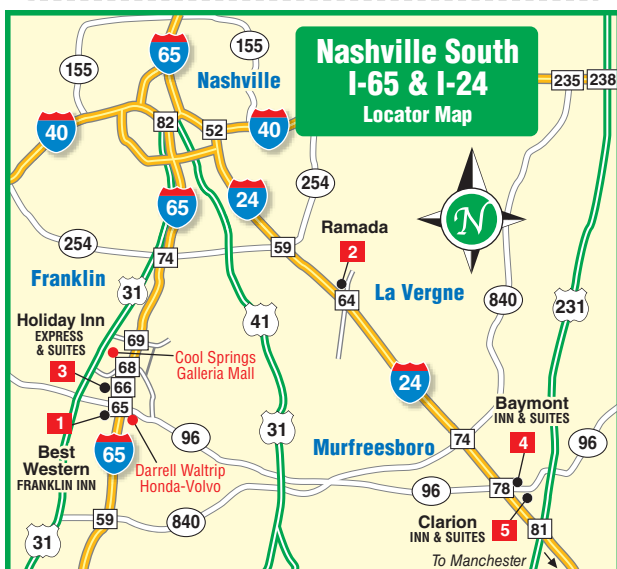 Nashville South
I-65 & I-24
Locator Map
155
65
155
Nashville
235
238
40
82
52
40
254
65
24
254
74
59
Ramada
2
N
Franklin
31
64
La Vergne
840
231
41
Holiday Inn
EXPRESS
& SUITES
69
Cool Springs
Galleria Mall
68
3
66
24
65
1
Baymont
INN & SUITES
Best
Western
FRANKLIN INN
65
96
31
Murfreesboro
74
4
96
Darrell Waltrip
Honda-Volvo
96
78
59
840
Clarion
INN & SUITES
5
81
31
To Manchester